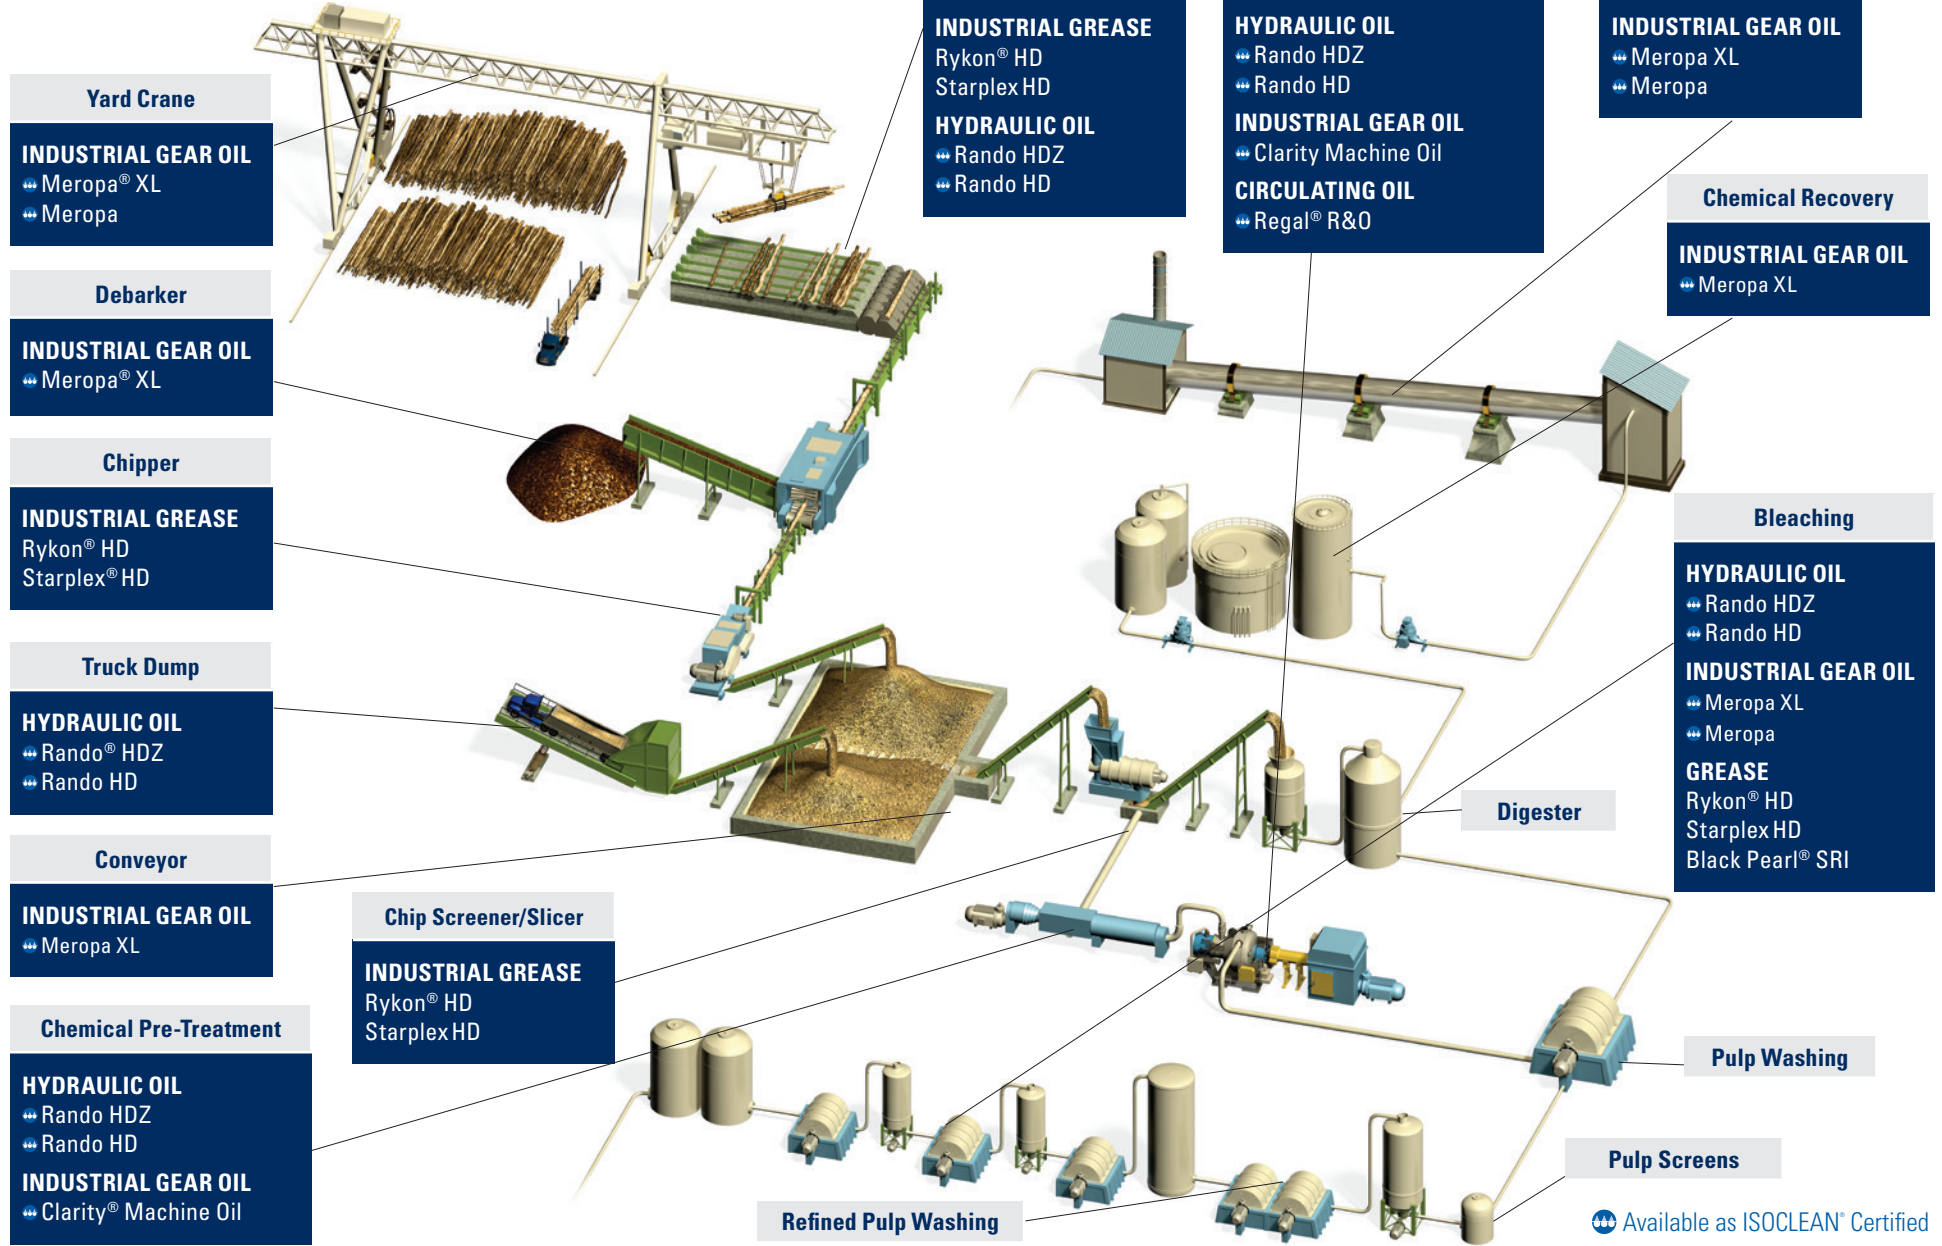 INDUSTRIAL GREASE
Rykon® HD
Starplex HD
HYDRAULIC OIL
Rando HDZ
Rando HD
HYDRAULIC OIL
Rando HDZ
Rando HD
INDUSTRIAL GEAR OIL
Clarity Machine Oil
CIRCULATING OIL
Regal® R&O
INDUSTRIAL GEAR OIL
Meropa XL
Meropa
Yard Crane
INDUSTRIAL GEAR OIL
Meropa® XL
Meropa
Debarker
INDUSTRIAL GEAR OIL
Meropa® XL
Chipper
INDUSTRIAL GREASE
Rykon® HD
Starplex® HD
Truck Dump
HYDRAULIC OIL
Rando® HDZ
Rando HD
Conveyor
INDUSTRIAL GEAR OIL
Meropa XL
Chemical Pre-Treatment
HYDRAULIC OIL
Rando HDZ
Rando HD
INDUSTRIAL GEAR OIL
Clarity® Machine Oil
Chip Screener/Slicer
INDUSTRIAL GREASE
Rykon® HD
Starplex HD
Chemical Recovery
INDUSTRIAL GEAR OIL
Meropa XL
Bleaching
HYDRAULIC OIL
Rando HDZ
Rando HD
INDUSTRIAL GEAR OIL
Meropa XL
Meropa
GREASE
Rykon® HD
Starplex HD
Black Pearl® SRI
Digester
Pulp Washing
Pulp Screens
Refined Pulp Washing
Available as ISOCLEAN® Certified